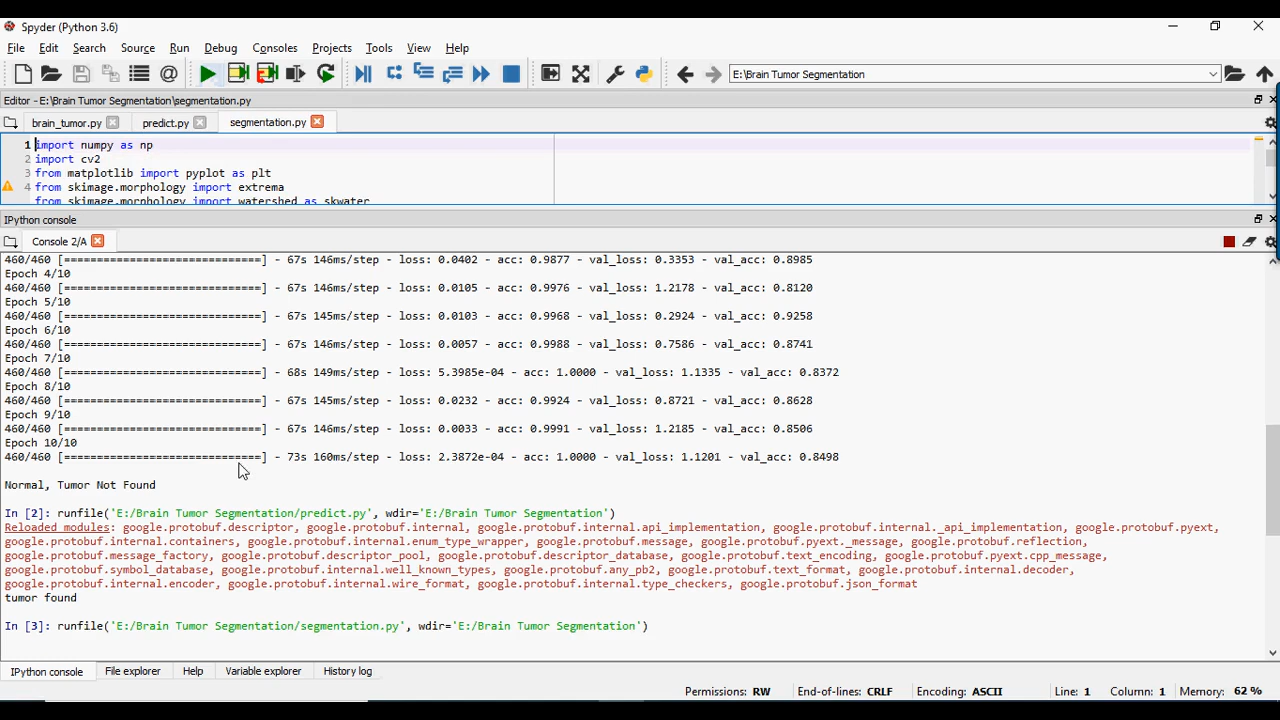 Spyder (Python 3.6)
File Edit Search Source Run Debug Consoles Projects Tools View Help
E:\Brain Tumor Segmentation
Editor - E:\Brain Tumor Segmentation\segmentation.py
brain_tumor.py predict.py segmentation.py
1 import numpy as np
2 import cv2
3 from matplotlib import pyplot as plt
4 from skimage.morphology import extrema
from skimage.morphology import watershed as skwater
IPython console
Console 2/A
460/460 [==============================] - 67s 146ms/step - loss: 0.0402 - acc: 0.9877 - val_loss: 0.3353 - val_acc: 0.8985
Epoch 4/10
460/460 [==============================] - 67s 146ms/step - loss: 0.0105 - acc: 0.9976 - val_loss: 1.2178 - val_acc: 0.8120
Epoch 5/10
460/460 [==============================] - 67s 145ms/step - loss: 0.0103 - acc: 0.9968 - val_loss: 0.2924 - val_acc: 0.9258
Epoch 6/10
460/460 [==============================] - 67s 146ms/step - loss: 0.0057 - acc: 0.9988 - val_loss: 0.7586 - val_acc: 0.8741
Epoch 7/10
460/460 [==============================] - 68s 149ms/step - loss: 5.3985e-04 - acc: 1.0000 - val_loss: 1.1335 - val_acc: 0.8372
Epoch 8/10
460/460 [==============================] - 67s 145ms/step - loss: 0.0232 - acc: 0.9924 - val_loss: 0.8721 - val_acc: 0.8628
Epoch 9/10
460/460 [==============================] - 67s 146ms/step - loss: 0.0033 - acc: 0.9991 - val_loss: 1.2185 - val_acc: 0.8506
Epoch 10/10
460/460 [==============================] - 73s 160ms/step - loss: 2.3872e-04 - acc: 1.0000 - val_loss: 1.1201 - val_acc: 0.8498
Normal, Tumor Not Found
In [2]: runfile('E:/Brain Tumor Segmentation/predict.py', wdir='E:/Brain Tumor Segmentation')
Reloaded modules: google.protobuf.descriptor, google.protobuf.internal, google.protobuf.internal.api_implementation, google.protobuf.internal._api_implementation, google.protobuf.pyext,
google.protobuf.internal.containers, google.protobuf.internal.enum_type_wrapper, google.protobuf.message, google.protobuf.pyext._message, google.protobuf.reflection,
google.protobuf.message_factory, google.protobuf.descriptor_pool, google.protobuf.descriptor_database, google.protobuf.text_encoding, google.protobuf.pyext.cpp_message,
google.protobuf.symbol_database, google.protobuf.internal.well_known_types, google.protobuf.any_pb2, google.protobuf.text_format, google.protobuf.internal.decoder,
google.protobuf.internal.encoder, google.protobuf.internal.wire_format, google.protobuf.internal.type_checkers, google.protobuf.json_format
tumor found
In [3]: runfile('E:/Brain Tumor Segmentation/segmentation.py', wdir='E:/Brain Tumor Segmentation')
IPython console File explorer Help Variable explorer History log
Permissions: RW End-of-lines: CRLF Encoding: ASCII Line: 1 Column: 1 Memory: 62 %